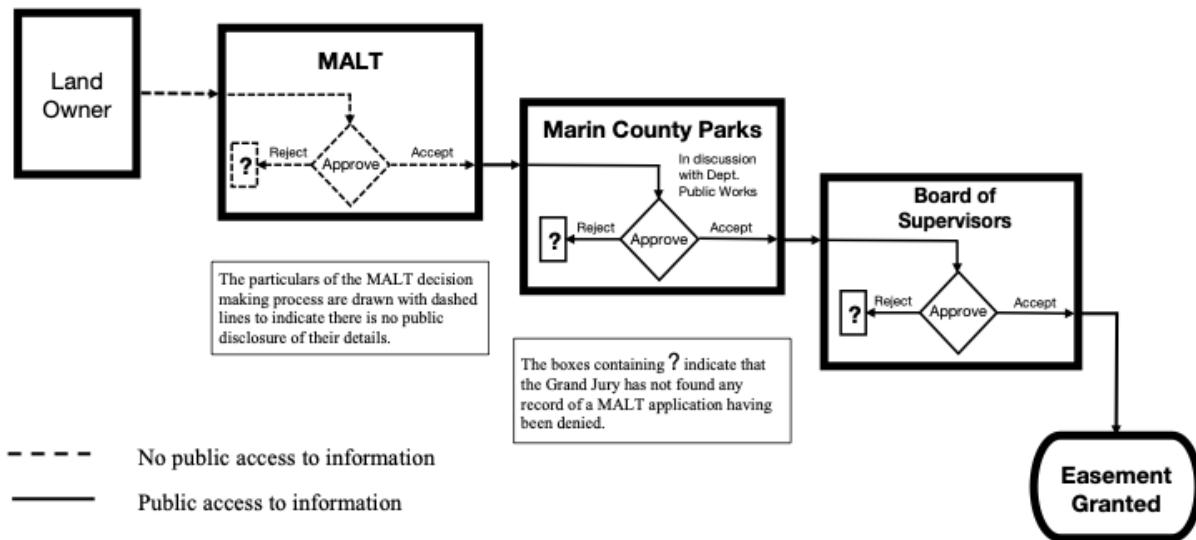 Land
Owner
MALT
Reject
?
Approve
Accept
Marin County Parks
In discussion
with Dept.
Public Works
Reject
?
Approve
Accept
Board of
Supervisors
Reject
?
Approve
Accept
The particulars of the MALT decision
making process are drawn with dashed
lines to indicate there is no public
disclosure of their details.
The boxes containing ? indicate that
the Grand Jury has not found any
record of a MALT application having
been denied.
No public access to information
Public access to information
Easement
Granted